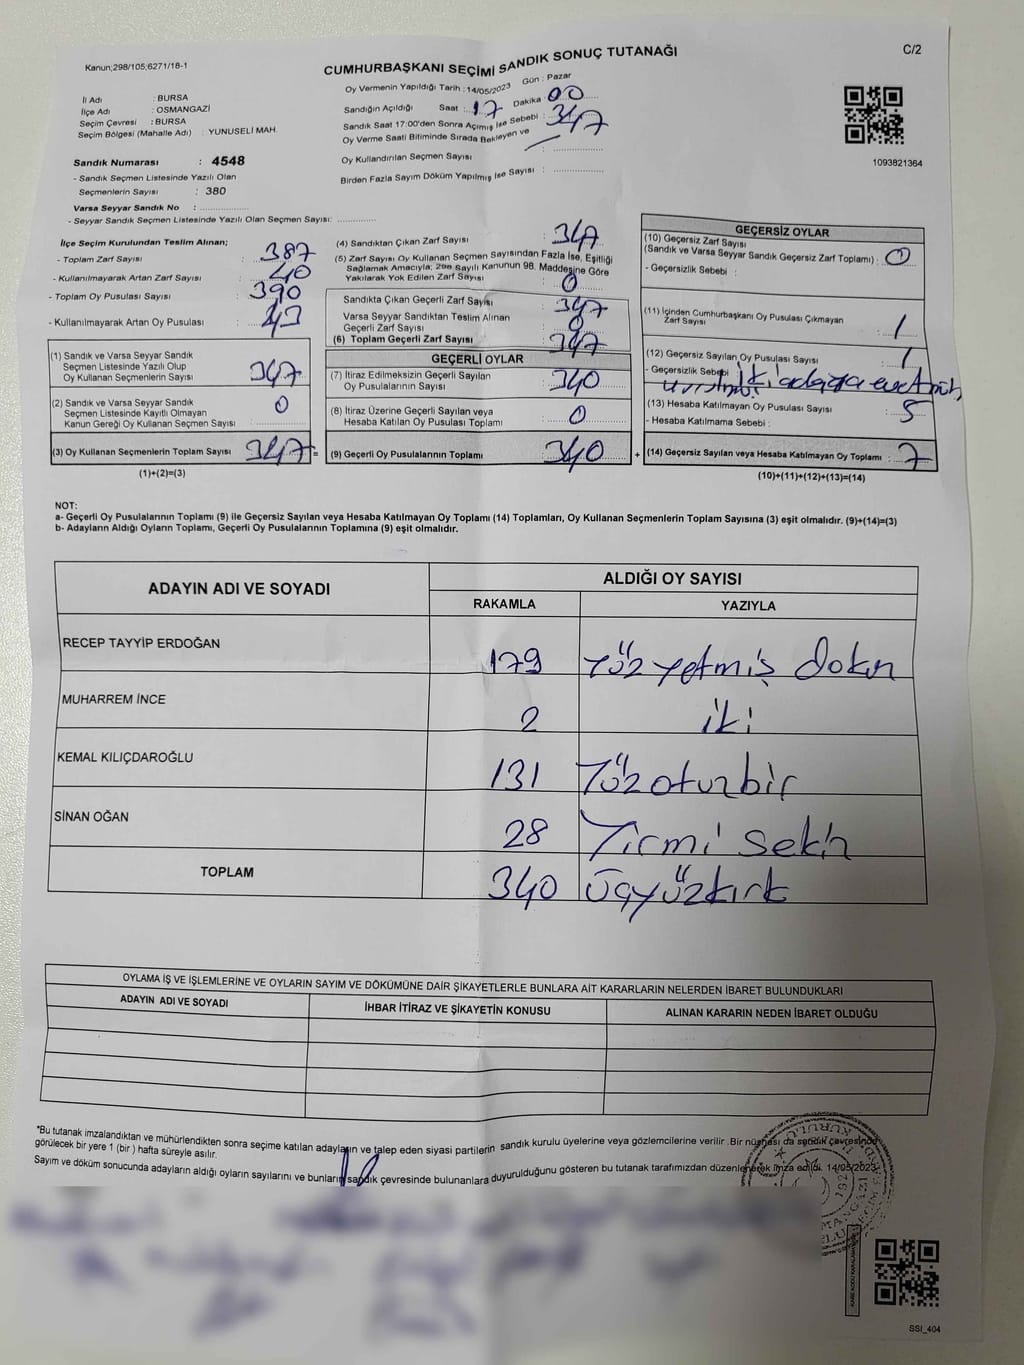 C/2
Kanun;298/105;6271/18-1
CUMHURBAŞKANI SEÇİMİ SANDIK SONUÇ TUTANAĞI
Oy Vermenin Yapıldığı Tarih : 14/05/2023 Gün : Pazar
İl Adı : BURSA
İlçe Adı : OSMANGAZİ
Seçim Çevresi : BURSA
Seçim Bölgesi (Mahalle Adı) : YUNUSELİ MAH.
Sandık Numarası : 4548
- Sandık Seçmen Listesinde Yazılı Olan
Seçmenlerin Sayısı : 380
Varsa Seyyar Sandık No :
- Seyyar Sandık Seçmen Listesinde Yazılı Olan Seçmen Sayısı:
Sandığın Açıldığı Saat : 17 Dakika : 00
Sandık Saat 17:00'den Sonra Açımış İse Sebebi :
Oy Verme Saati Bitiminde Sırada Bekleyen ve 347
Oy Kullandırılan Seçmen Sayısı :
Birden Fazla Sayım Döküm Yapılmış İse Sayısı :
1093821364
İlçe Seçim Kurulundan Teslim Alınan;
- Toplam Zarf Sayısı : 387
- Kullanılmayarak Artan Zarf Sayısı : 40
- Toplam Oy Pusulası Sayısı : 390
- Kullanılmayarak Artan Oy Pusulası : 43
(1) Sandık ve Varsa Seyyar Sandık
Seçmen Listesinde Yazılı Olup
Oy Kullanan Seçmenlerin Sayısı : 347
(2) Sandık ve Varsa Seyyar Sandık
Seçmen Listesinde Kayıtlı Olmayan
Kanun Gereği Oy Kullanan Seçmen Sayısı : 0
(3) Oy Kullanan Seçmenlerin Toplam Sayısı : 347 =
(1)+(2)=(3)
(4) Sandıktan Çıkan Zarf Sayısı : 347
(5) Zarf Sayısı Oy Kullanan Seçmen Sayısından Fazla İse, Eşitliği
Sağlamak Amacıyla; 298 Sayılı Kanunun 98. Maddesine Göre
Yakılarak Yok Edilen Zarf Sayısı : 0
Sandıkta Çıkan Geçerli Zarf Sayısı : 347
Varsa Seyyar Sandıktan Teslim Alınan
Geçerli Zarf Sayısı : 0
(6) Toplam Geçerli Zarf Sayısı : 347
GEÇERLİ OYLAR
(7) İtiraz Edilmeksizin Geçerli Sayılan
Oy Pusulalarının Sayısı : 340
(8) İtiraz Üzerine Geçerli Sayılan veya
Hesaba Katılan Oy Pusulası Toplamı : 0
(9) Geçerli Oy Pusulalarının Toplamı : 340 +
GEÇERSİZ OYLAR
(10) Geçersiz Zarf Sayısı
(Sandık ve Varsa Seyyar Sandık Geçersiz Zarf Toplamı) : 0
- Geçersizlik Sebebi :
(11) İçinden Cumhurbaşkanı Oy Pusulası Çıkmayan
Zarf Sayısı : 1
(12) Geçersiz Sayılan Oy Pusulası Sayısı : 1
- Geçersizlik Sebebi : iki adaya evet
(13) Hesaba Katılmayan Oy Pusulası Sayısı : 5
- Hesaba Katılmama Sebebi :
(14) Geçersiz Sayılan veya Hesaba Katılmayan Oy Toplamı : 7
(10)+(11)+(12)+(13)=(14)
NOT:
a- Geçerli Oy Pusulalarının Toplamı (9) ile Geçersiz Sayılan veya Hesaba Katılmayan Oy Toplamı (14) Toplamları, Oy Kullanan Seçmenlerin Toplam Sayısına (3) eşit olmalıdır. (9)+(14)=(3)
b- Adayların Aldığı Oyların Toplamı, Geçerli Oy Pusulalarının Toplamına (9) eşit olmalıdır.
ADAYIN ADI VE SOYADI ALDIĞI OY SAYISI
RAKAMLA YAZIYLA
RECEP TAYYİP ERDOĞAN 179 Yüz yetmiş dokuz
MUHARREM İNCE 2 iki
KEMAL KILIÇDAROĞLU 131 Yüzoturbir
SİNAN OĞAN 28 Yirmi sekiz
TOPLAM 340 Üçyüzkırk
OYLAMA İŞ VE İŞLEMLERİNE VE OYLARIN SAYIM VE DÖKÜMÜNE DAİR ŞİKAYETLERLE BUNLARA AİT KARARLARIN NELERDEN İBARET BULUNDUKLARI
ADAYIN ADI VE SOYADI İHBAR İTİRAZ VE ŞİKAYETİN KONUSU ALINAN KARARIN NEDEN İBARET OLDUĞU
*Bu tutanak imzalandıktan ve mühürlendikten sonra seçime katılan adayların ve talep eden siyasi partilerin sandık kurulu üyelerine veya gözlemcilerine verilir. Bir nüshası da sandık çevresinde
görülecek bir yere 1 (bir) hafta süreyle asılır.
Sayım ve döküm sonucunda adayların aldığı oyların sayılarını ve bunların sandık çevresinde bulunanlara duyurulduğunu gösteren bu tutanak tarafımızdan düzenlenerek imza edildi. 14/05/2023
SSI_404